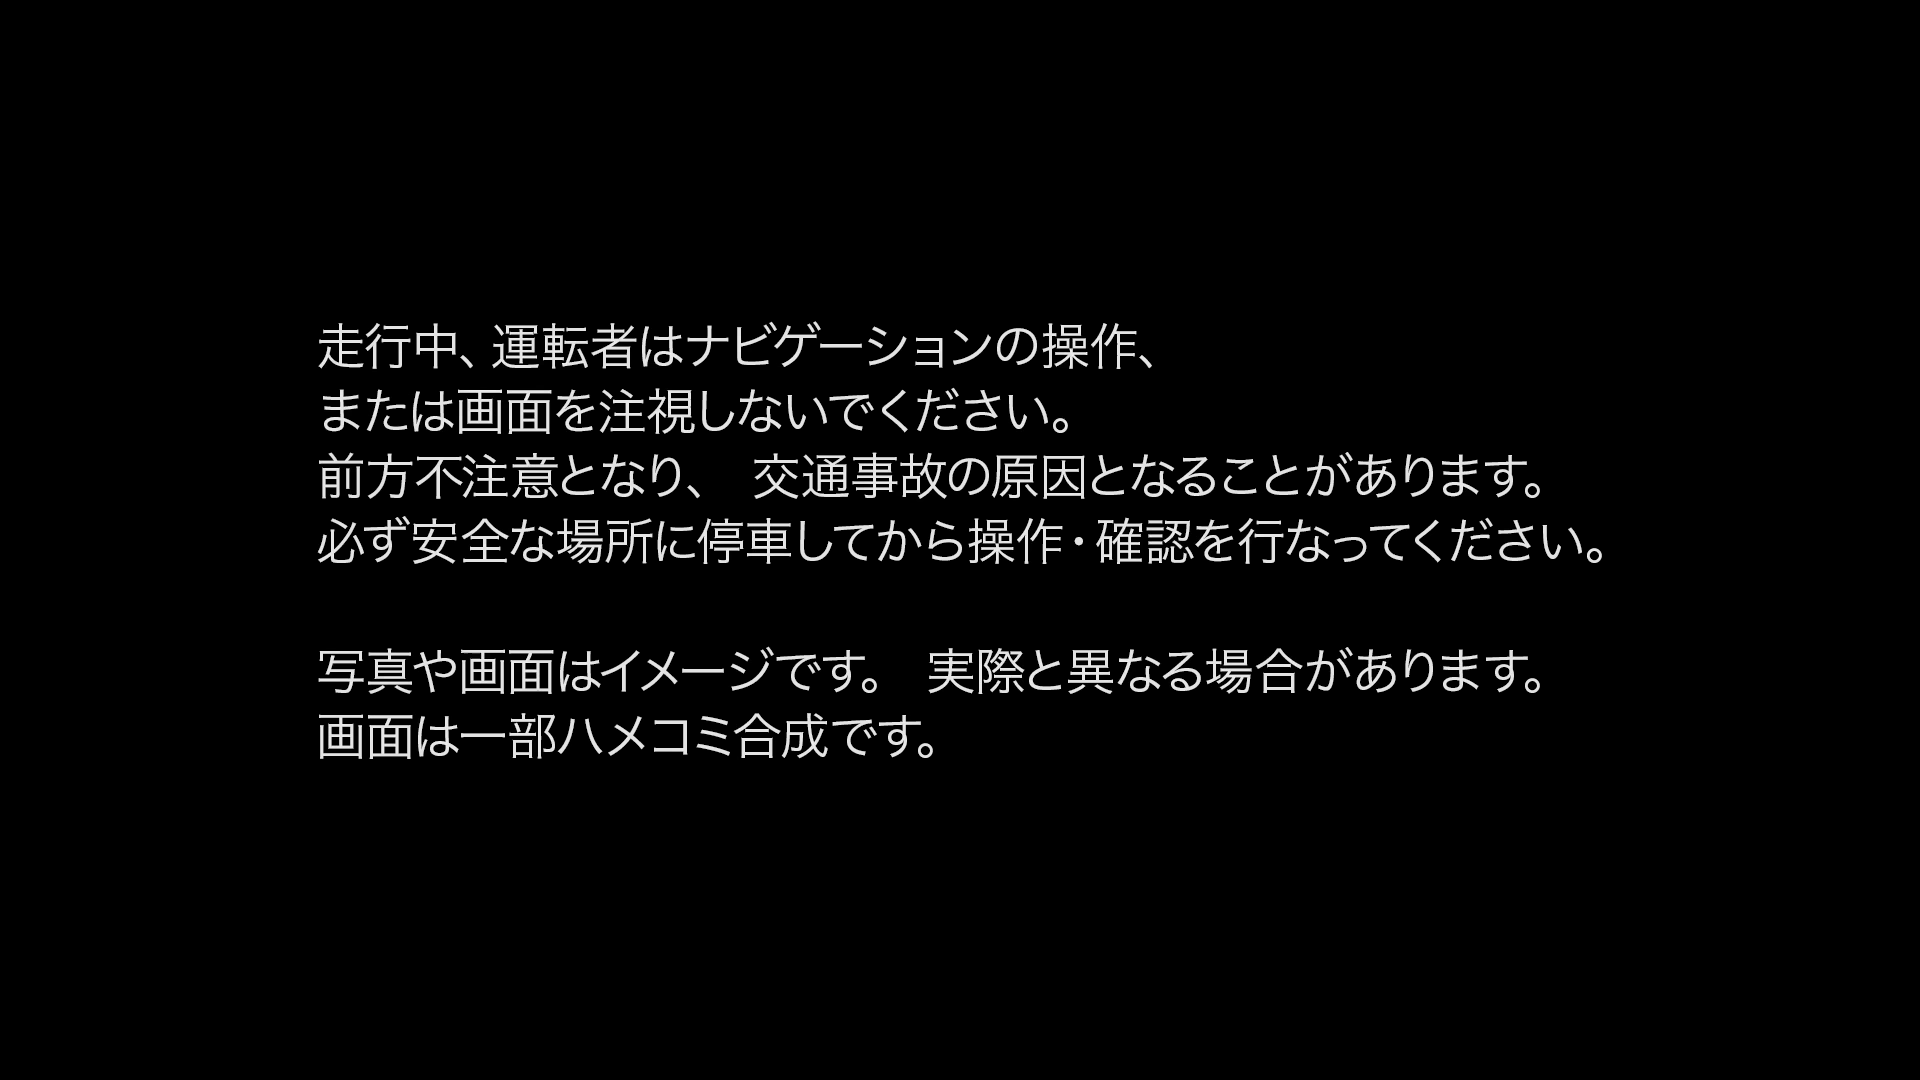 走行中、運転者はナビゲーションの操作、
または画面を注視しないでください。
前方不注意となり、 交通事故の原因となることがあります。
必ず安全な場所に停車してから操作・確認を行なってください。
写真や画面はイメージです。 実際と異なる場合があります。
画面は一部ハメコミ合成です。